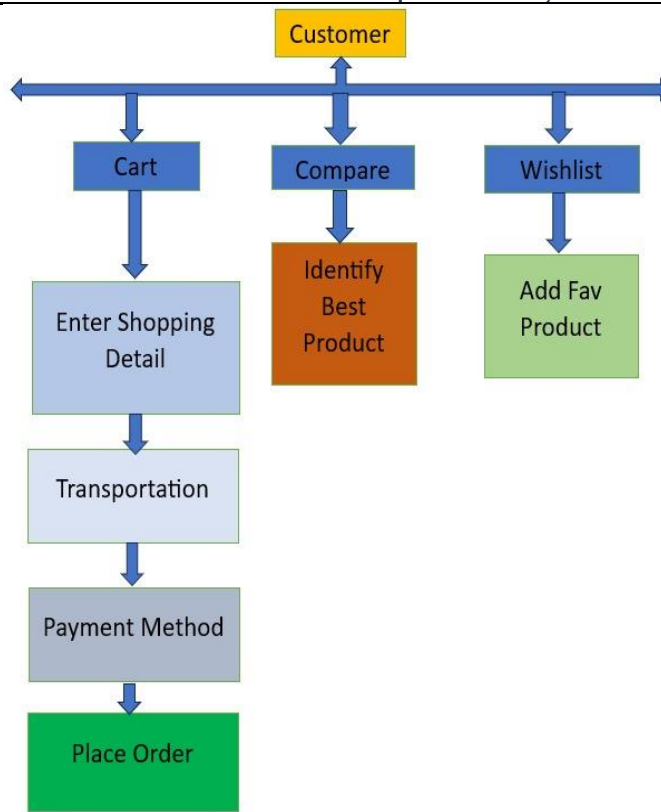 Customer
Cart
Compare
Wishlist
Identify
Best
Product
Add Fav
Product
Enter Shopping
Detail
Transportation
Payment Method
Place Order